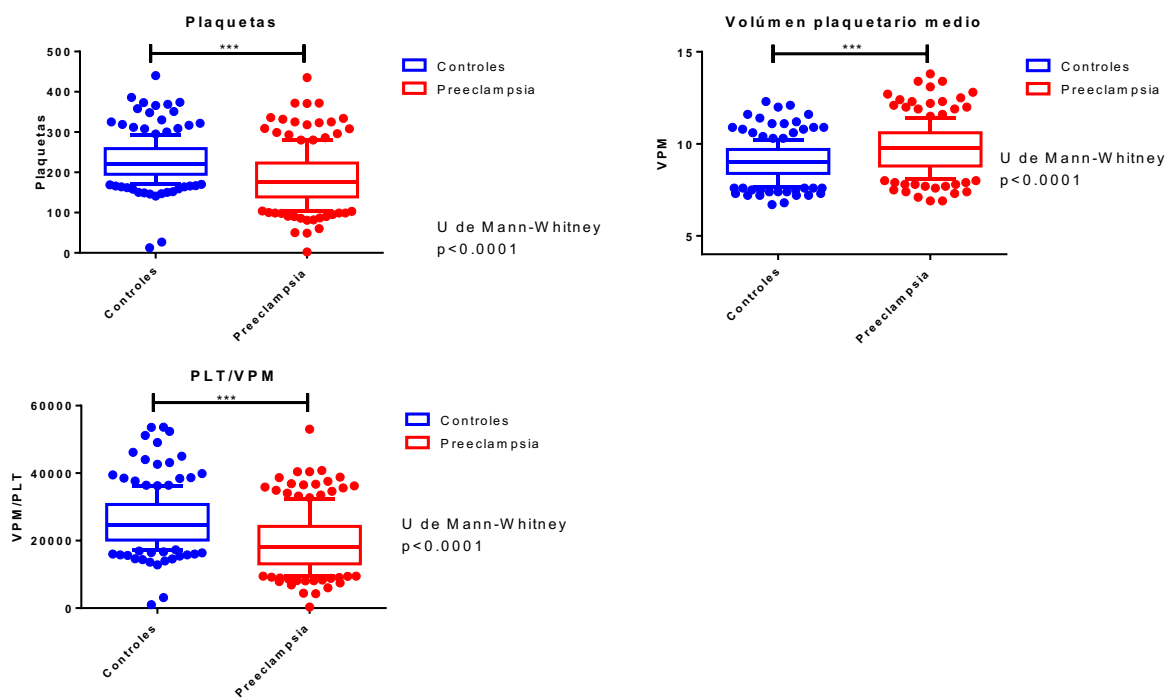 Plaquetas
***
500
400
300
200
100
0
Plaquetas
Controles
Preeclampsia
Controles
Preeclampsia
U de Mann-Whitney
p<0.0001
Volúmen plaquetario medio
***
15
10
5
VPM
Controles
Preeclampsia
Controles
Preeclampsia
U de Mann-Whitney
p<0.0001
PLT/VPM
***
60000
40000
20000
0
VPM/PLT
Controles
Preeclampsia
Controles
Preeclampsia
U de Mann-Whitney
p<0.0001